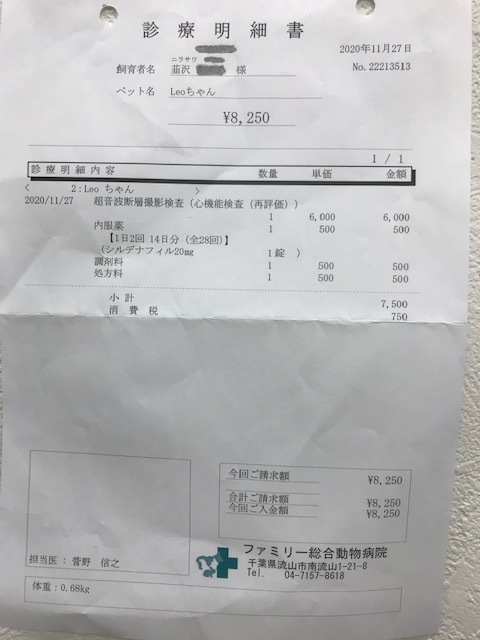 診療明細書
2020年11月27日
ニラサワ
飼育者名 韮沢 様
No.22213513
ペット名 Leoちゃん
¥8,250
1 / 1
診療明細内容 数量 単価 金額
< 2:Leo ちゃん >
2020/11/27 超音波断層撮影検査(心機能検査(再評価))
1 6,000 6,000
内服薬 1 500 500
【1日2回 14日分(全28回)】
(シルデナフィル20mg 1錠 )
調剤料 1 500 500
処方料 1 500 500
小計 7,500
消費税 750
今回ご請求額 ¥8,250
合計ご請求額 ¥8,250
今回ご入金額 ¥8,250
担当医:菅野 信之
ファミリー総合動物病院
千葉県流山市南流山1-21-8
Tel. 04-7157-8618
体重:0.68kg